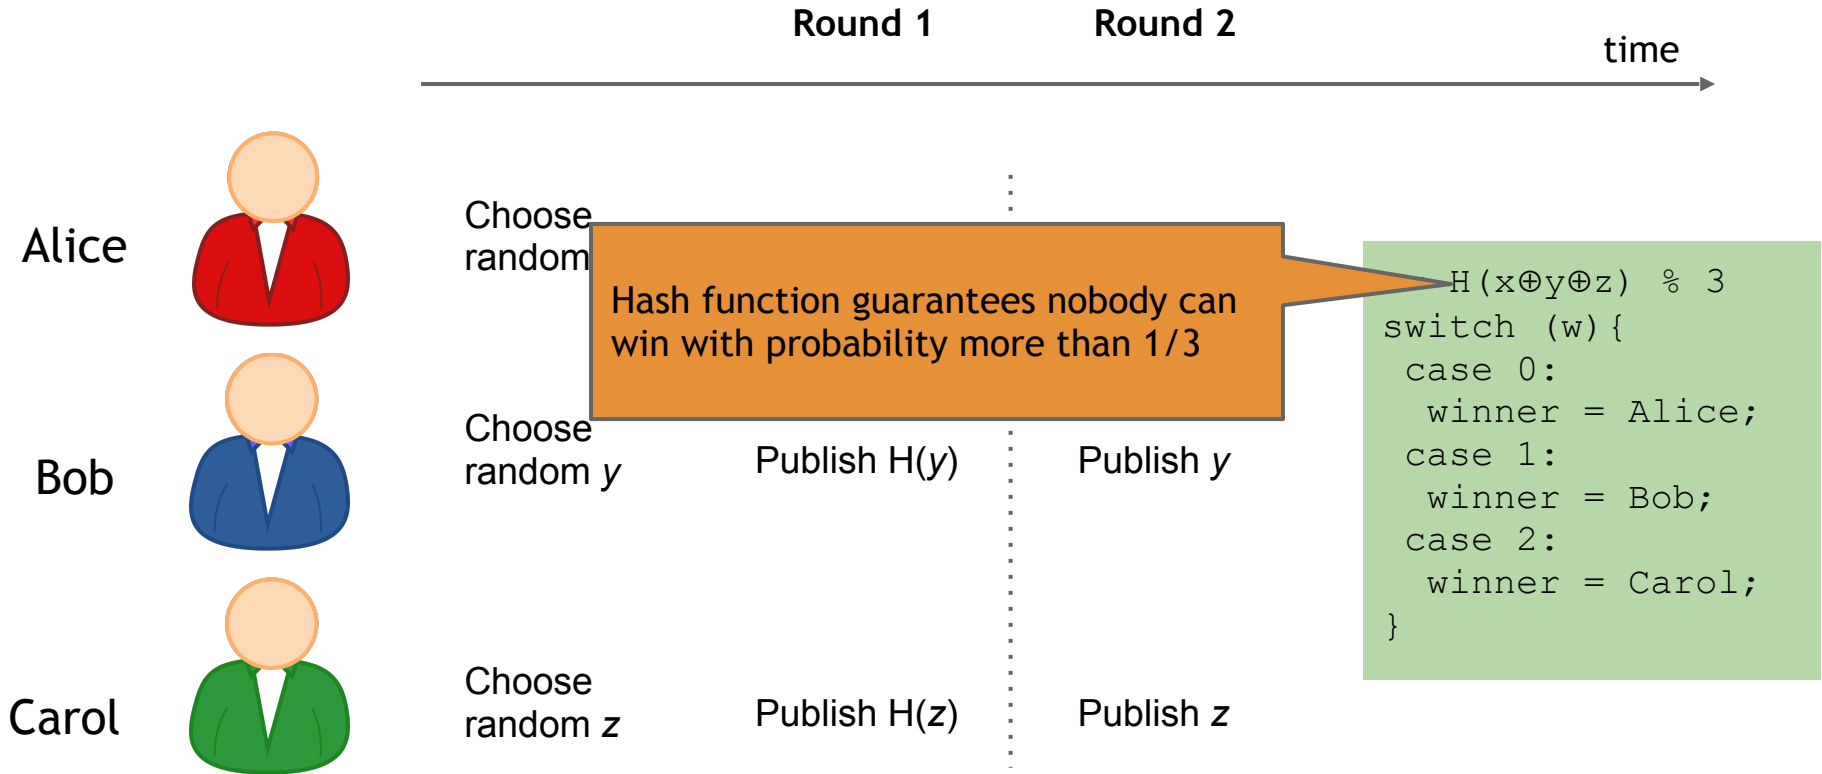 Round 1
Round 2
time
Alice
Choose
random
Hash function guarantees nobody can
win with probability more than 1/3
H(x⊕y⊕z) % 3
switch (w){
case 0:
winner = Alice;
case 1:
winner = Bob;
case 2:
winner = Carol;
}
Bob
Choose
random y
Publish H(y)
Publish y
Carol
Choose
random z
Publish H(z)
Publish z